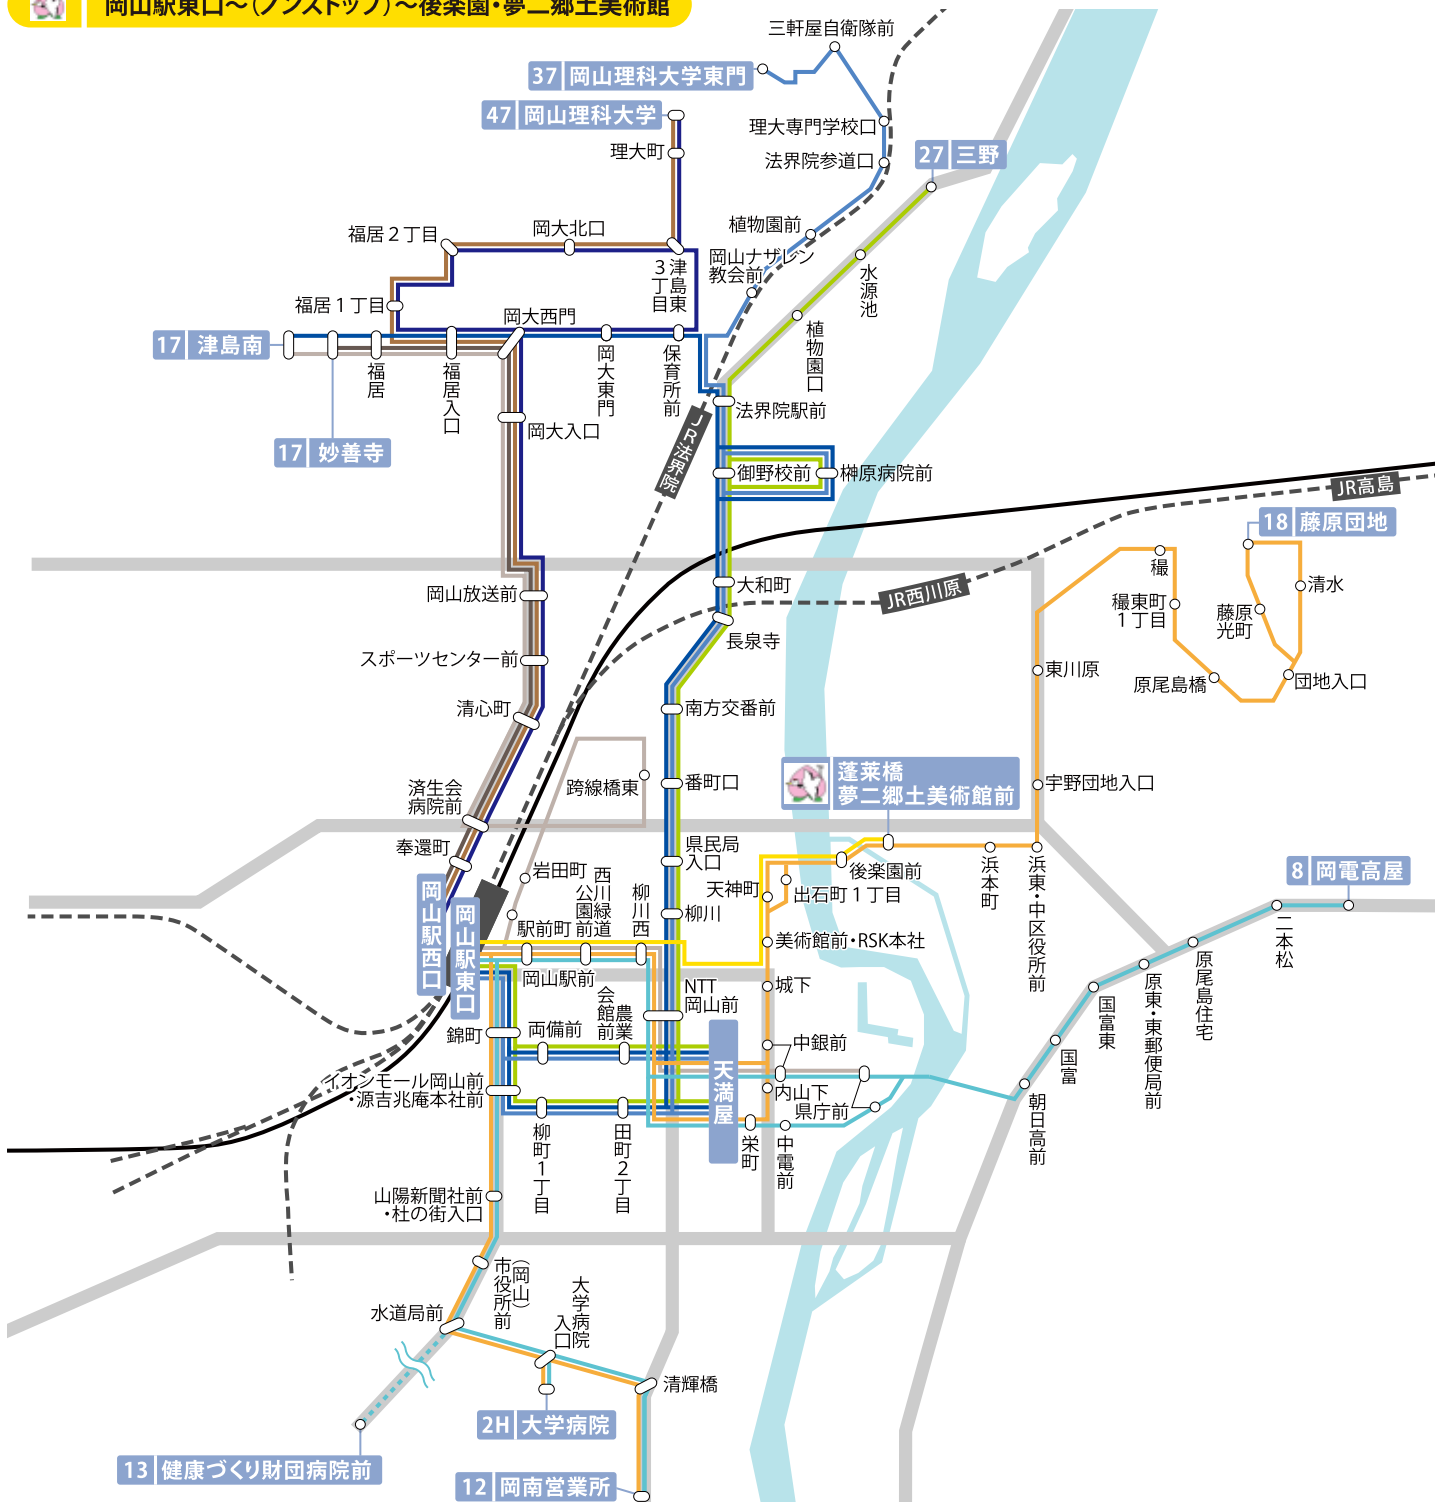 岡山駅東口～(ノンストップ)～後楽園・夢二郷土美術館
三軒屋自衛隊前
37 岡山理科大学東門
47 岡山理科大学
理大町
理大専門学校口
法界院参道口
27 三野
植物園前
岡山ナザレン
教会前
福居2丁目
岡大北口
津島東
3丁目
水源池
福居1丁目
岡大西門
植物園口
17 津島南
福居
福居入口
岡大東門
保育所前
法界院駅前
17 妙善寺
岡大入口
JR法界院
御野校前
榊原病院前
JR高島
18 藤原団地
穝
清水
大和町
JR西川原
岡山放送前
穝東町
1丁目
藤原
光町
長泉寺
スポーツセンター前
東川原
原尾島橋
団地入口
清心町
南方交番前
跨線橋東
番町口
蓬莱橋
夢二郷土美術館前
宇野団地入口
済生会
病院前
奉還町
県民局
入口
後楽園前
浜本町
浜東・中区役所前
8 岡電高屋
岩田町
西川緑道
公園前
柳川西
天神町
出石町1丁目
岡山駅西口
岡山駅東口
駅前町
柳川
美術館前・RSK本社
二本松
岡山駅前
NTT
岡山前
城下
原尾島住宅
原東・東郵便局前
国富東
国富
朝日高前
錦町
両備前
農業
会館前
中銀前
天満屋
イオンモール岡山前
・源吉兆庵本社前
内山下
県庁前
柳町1丁目
田町2丁目
栄町
中電前
山陽新聞社前
・杜の街入口
(岡山)
市役所前
水道局前
大学病院
入口
清輝橋
2H 大学病院
13 健康づくり財団病院前
12 岡南営業所